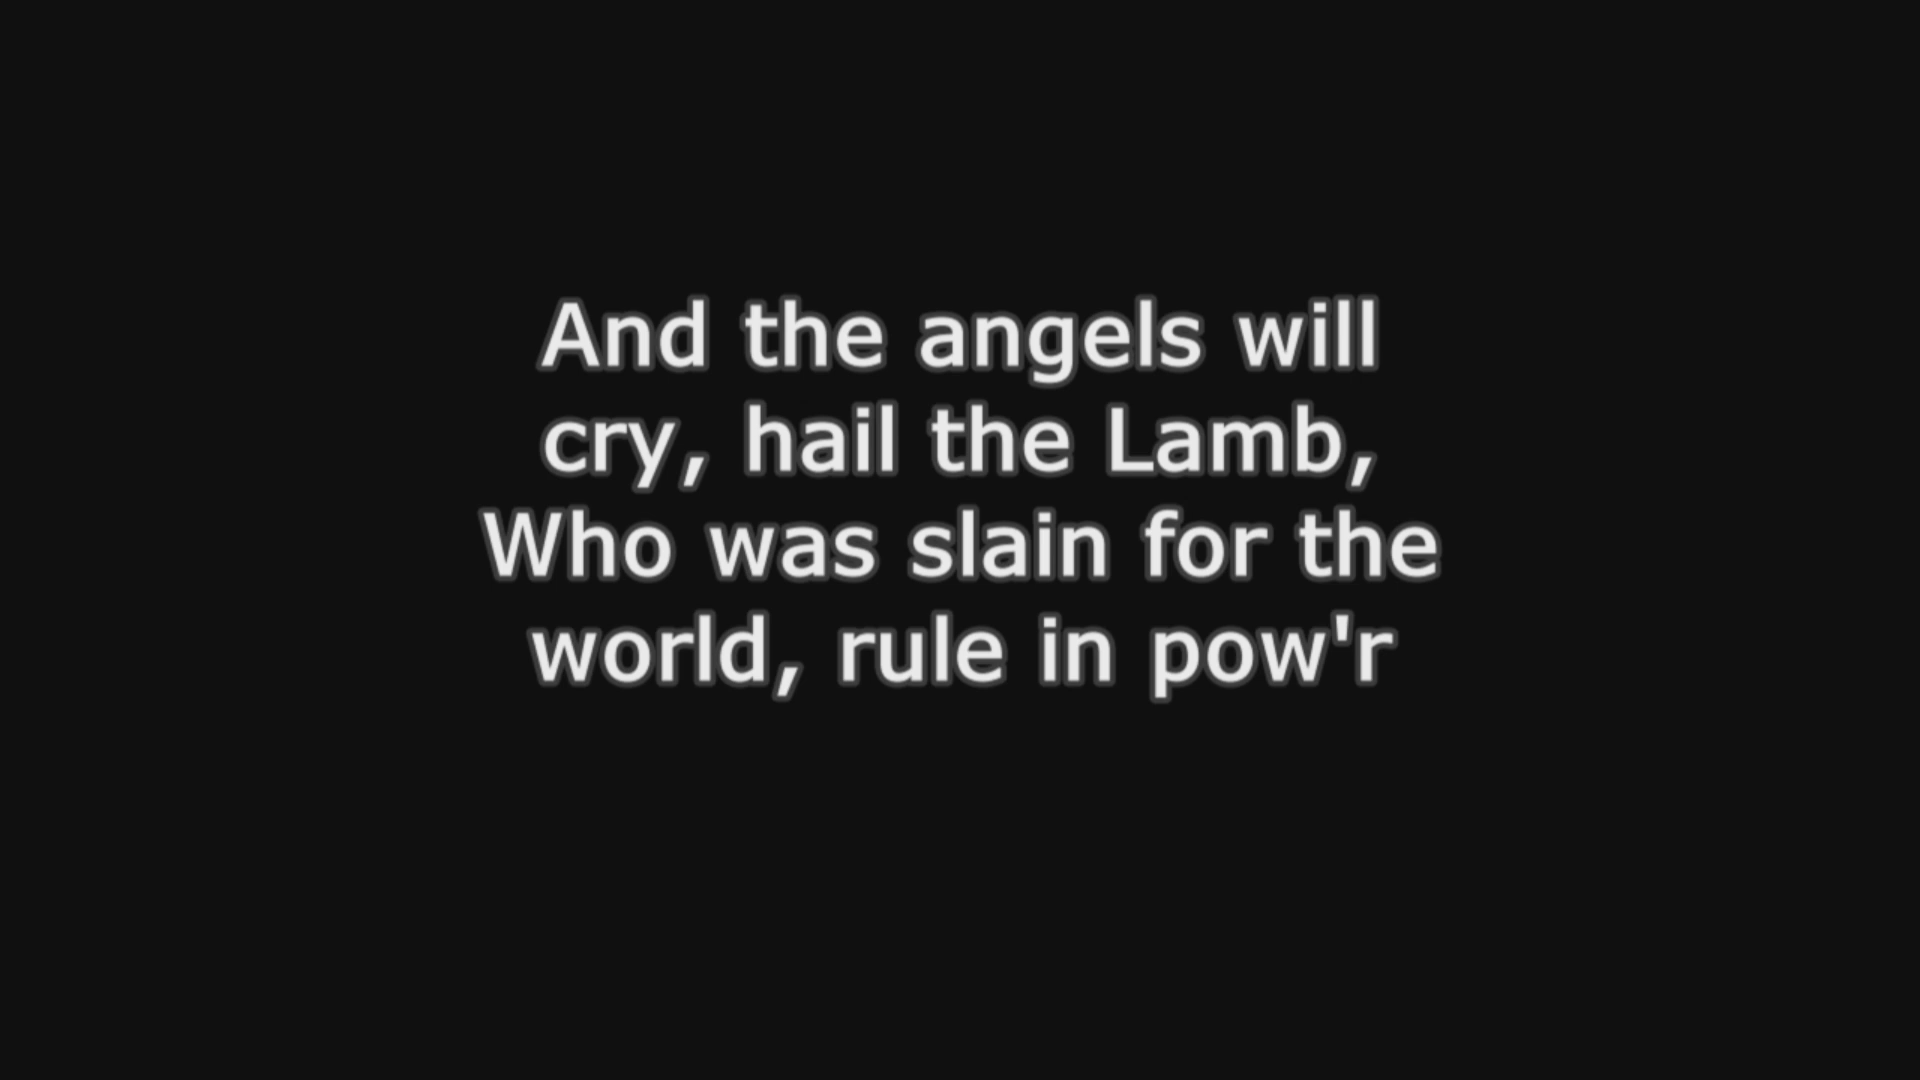 And the angels will
cry, hail the Lamb,
Who was slain for the
world, rule in pow'r